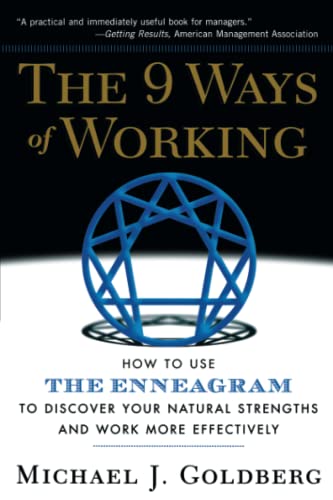 "A practical and immediately useful book for managers."
—Getting Results, American Management Association
THE 9 WAYS
of WORKING
HOW TO USE
THE ENNEAGRAM
TO DISCOVER YOUR NATURAL STRENGTHS
AND WORK MORE EFFECTIVELY
MICHAEL J. GOLDBERG